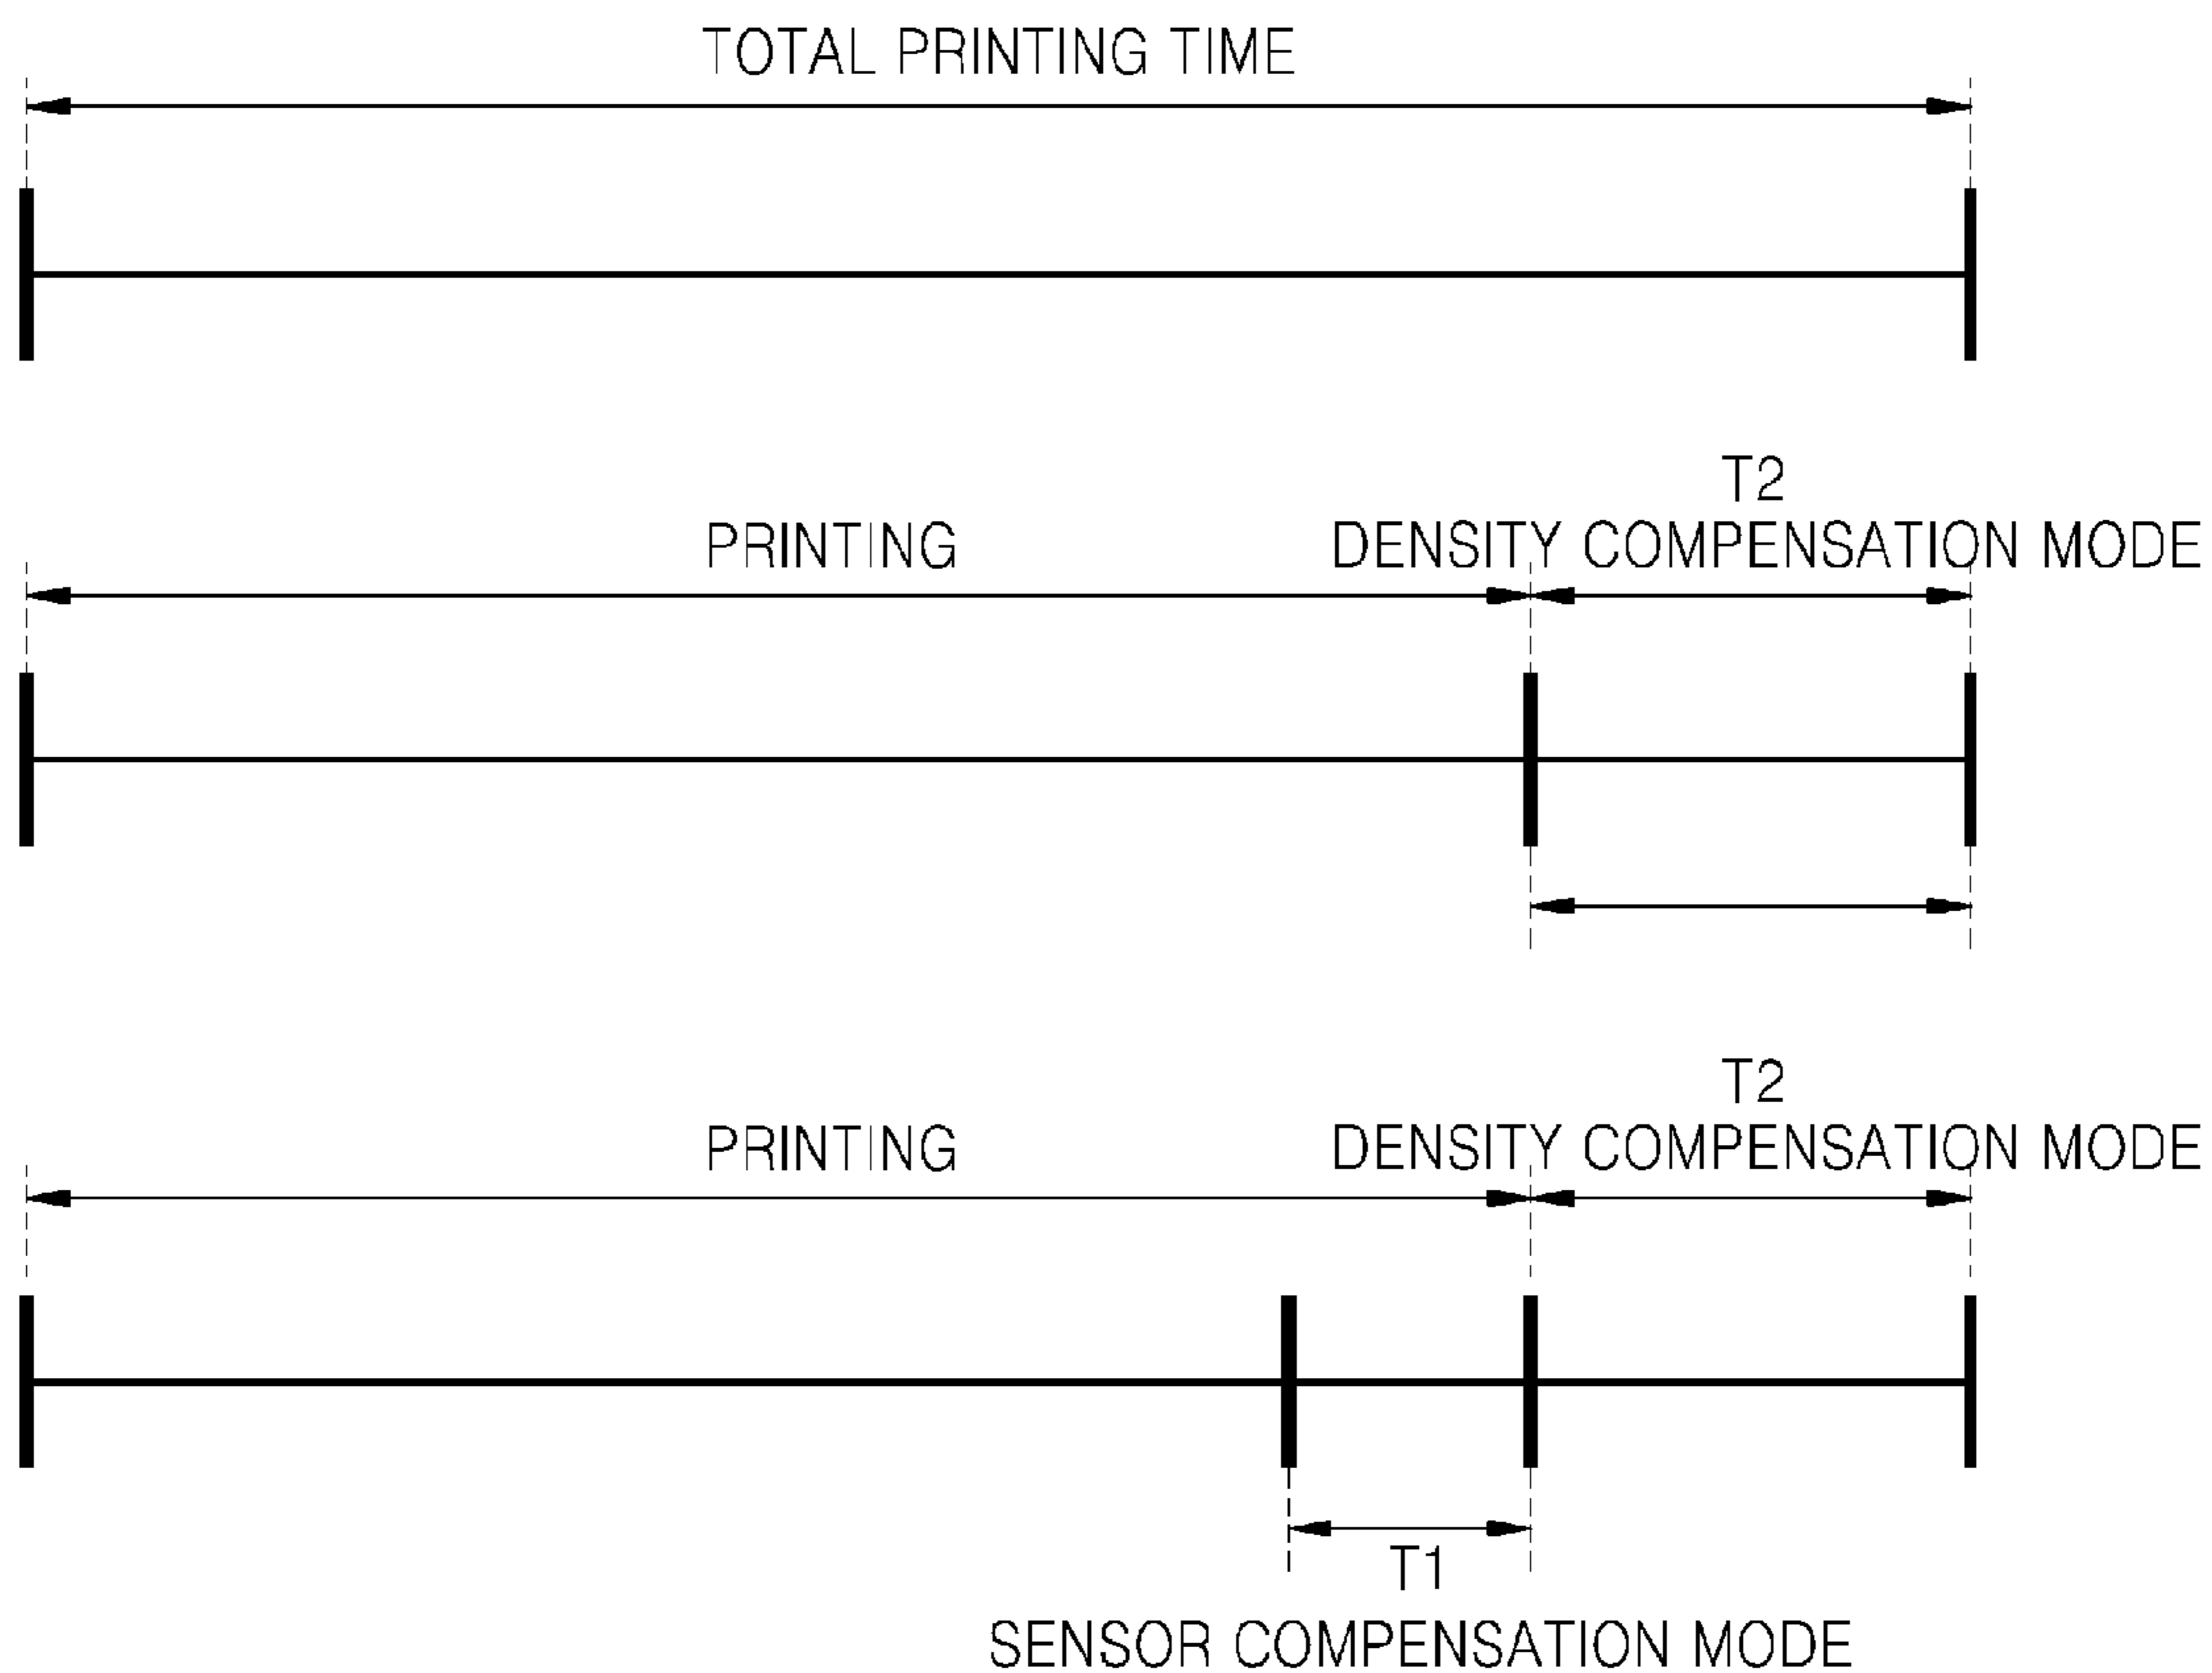 TOTAL PRINTING TIME
T2
PRINTING DENSITY COMPENSATION MODE
T2
PRINTING DENSITY COMPENSATION MODE
T1
SENSOR COMPENSATION MODE